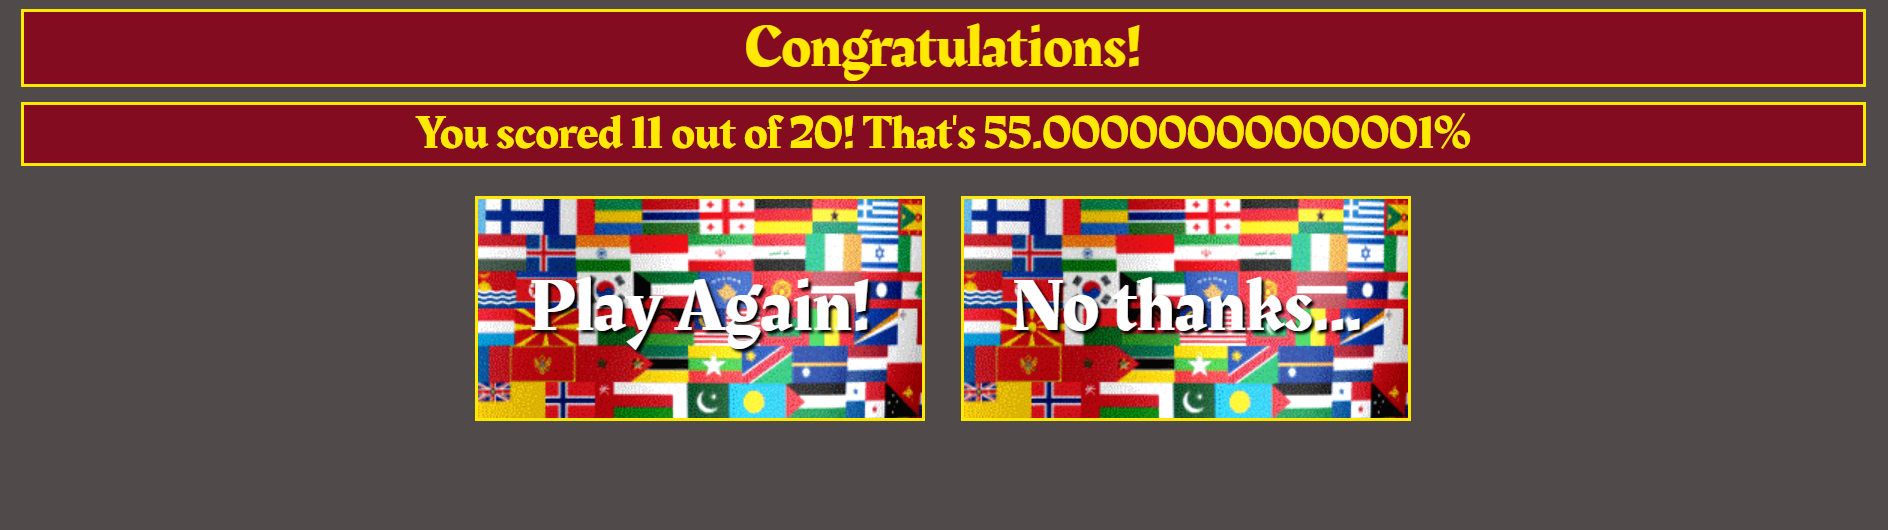 Congratulations!
You scored 11 out of 20! That's 55.00000000000001%
Play Again!
No thanks...